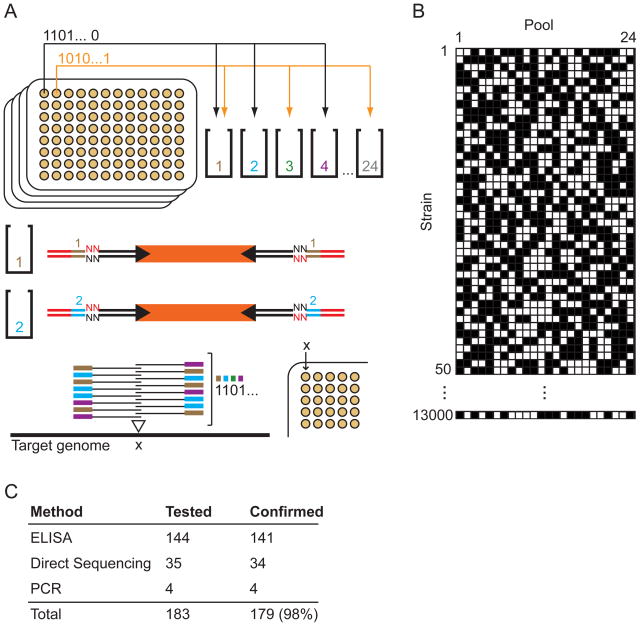 A
1101... 0
1010...1
1
2
3
4
...
24
1
1
NN
NN
NN
NN
1
2
2
NN
NN
NN
NN
2
1101...
x
Target genome
x
B
Pool
1
24
1
Strain
50
13000
C
Method Tested Confirmed
ELISA 144 141
Direct Sequencing 35 34
PCR 4 4
Total 183 179 (98%)